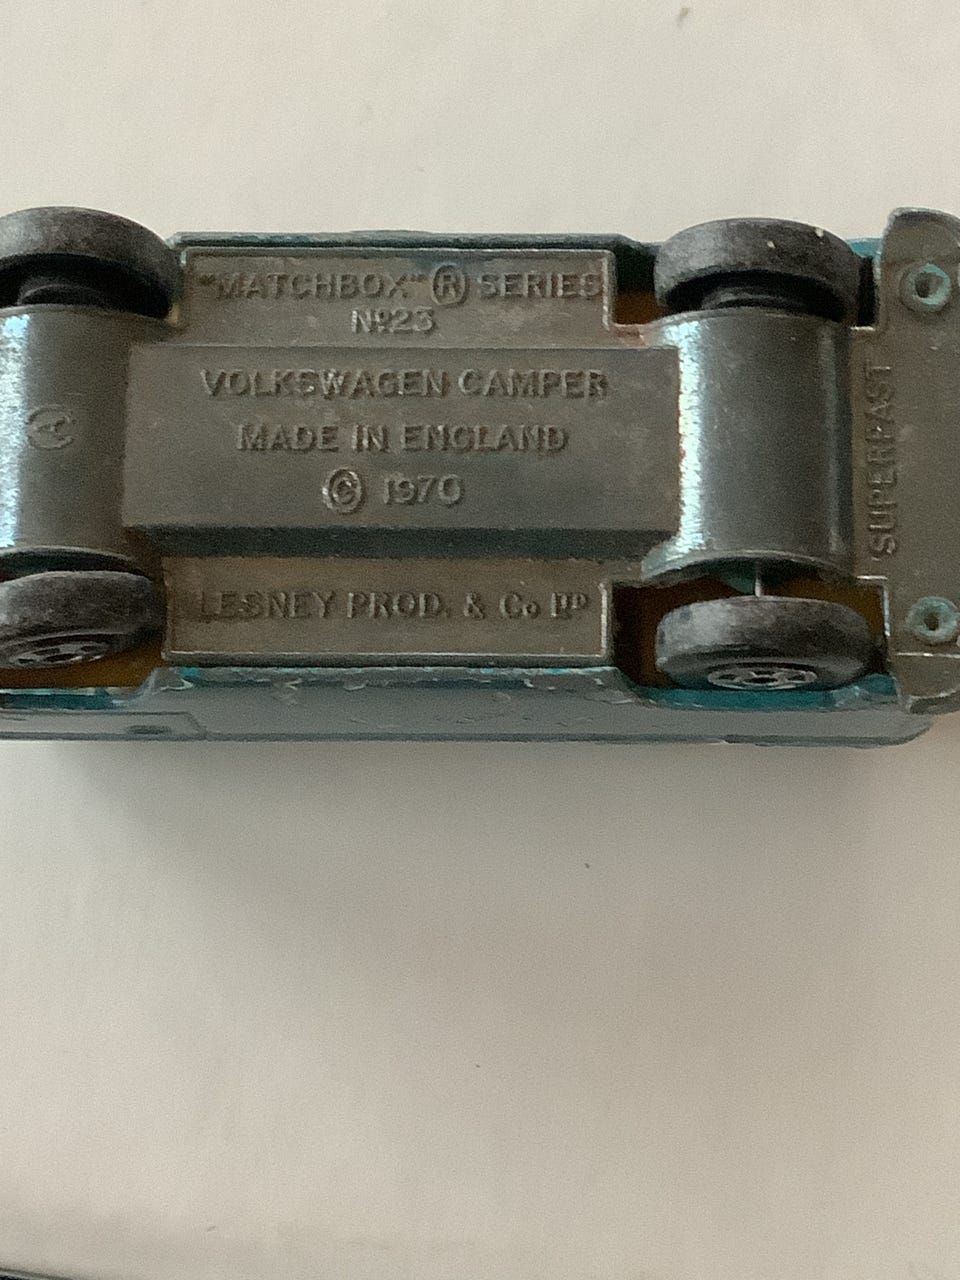 "MATCHBOX" ® SERIES
Nº23
VOLKSWAGEN CAMPER
MADE IN ENGLAND
© 1970
LESNEY PROD. & Co LTD
SUPERFAST
A